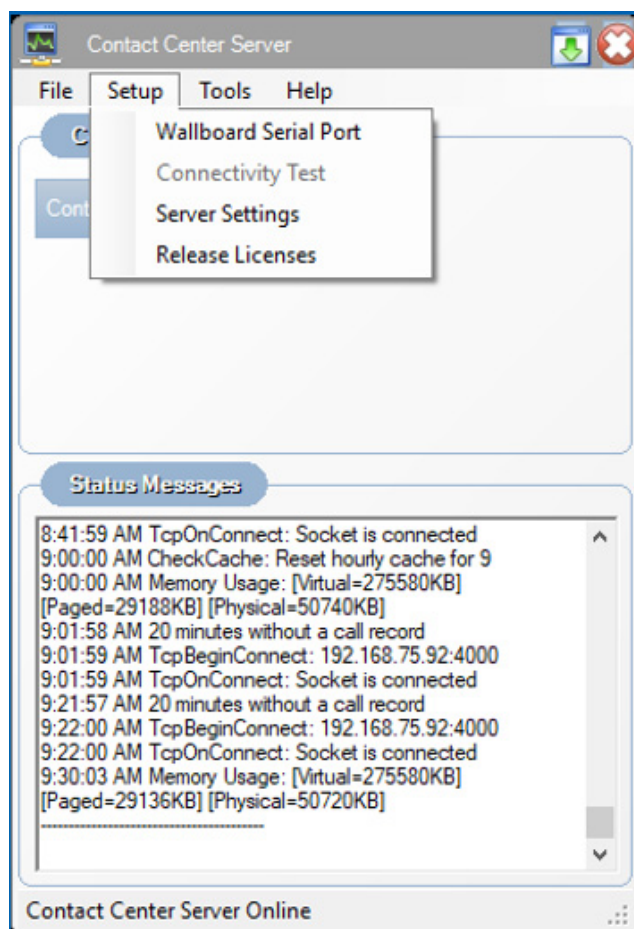 Contact Center Server
File Setup Tools Help
C
Wallboard Serial Port
Cont
Connectivity Test
Server Settings
Release Licenses
Status Messages
8:41:59 AM TcpOnConnect: Socket is connected
9:00:00 AM CheckCache: Reset hourly cache for 9
9:00:00 AM Memory Usage: [Virtual=275580KB]
[Paged=29188KB] [Physical=50740KB]
9:01:58 AM 20 minutes without a call record
9:01:59 AM TcpBeginConnect: 192.168.75.92:4000
9:01:59 AM TcpOnConnect: Socket is connected
9:21:57 AM 20 minutes without a call record
9:22:00 AM TcpBeginConnect: 192.168.75.92:4000
9:22:00 AM TcpOnConnect: Socket is connected
9:30:03 AM Memory Usage: [Virtual=275580KB]
[Paged=29136KB] [Physical=50720KB]
----------------------------------------
Contact Center Server Online